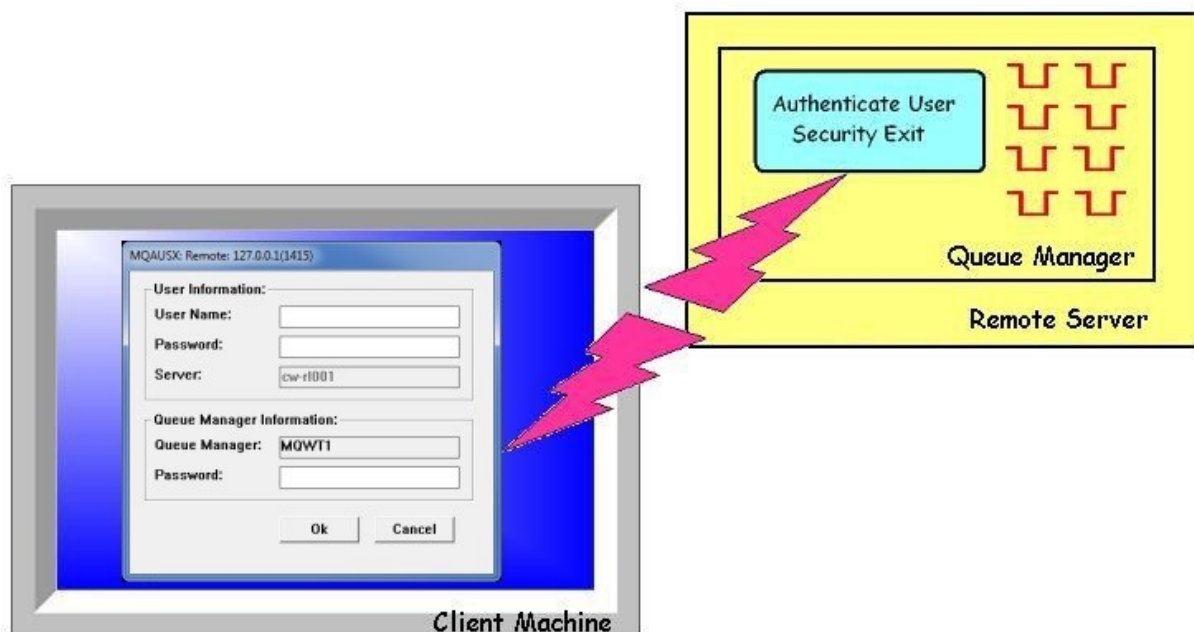 Authenticate User
Security Exit
Queue Manager
Remote Server
MQAUSX: Remote: 127.0.0.1(1415)
User Information:
User Name:
Password:
Server: cw-rl001
Queue Manager Information:
Queue Manager: MQWT1
Password:
Ok Cancel
Client Machine